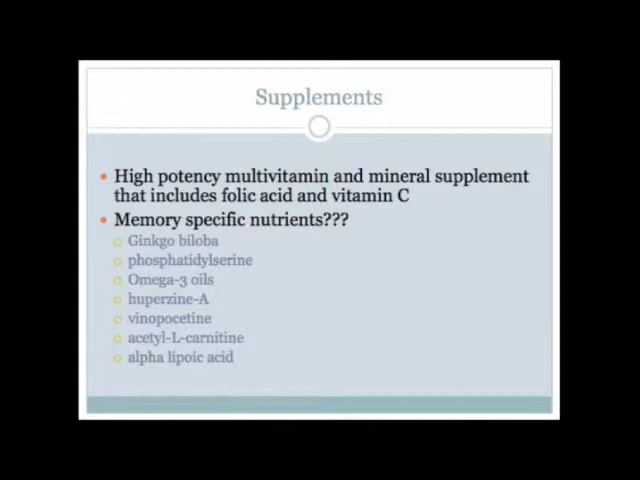 Supplements
High potency multivitamin and mineral supplement
that includes folic acid and vitamin C
Memory specific nutrients???
Ginkgo biloba
phosphatidylserine
Omega-3 oils
huperzine-A
vinopocetine
acetyl-L-carnitine
alpha lipoic acid